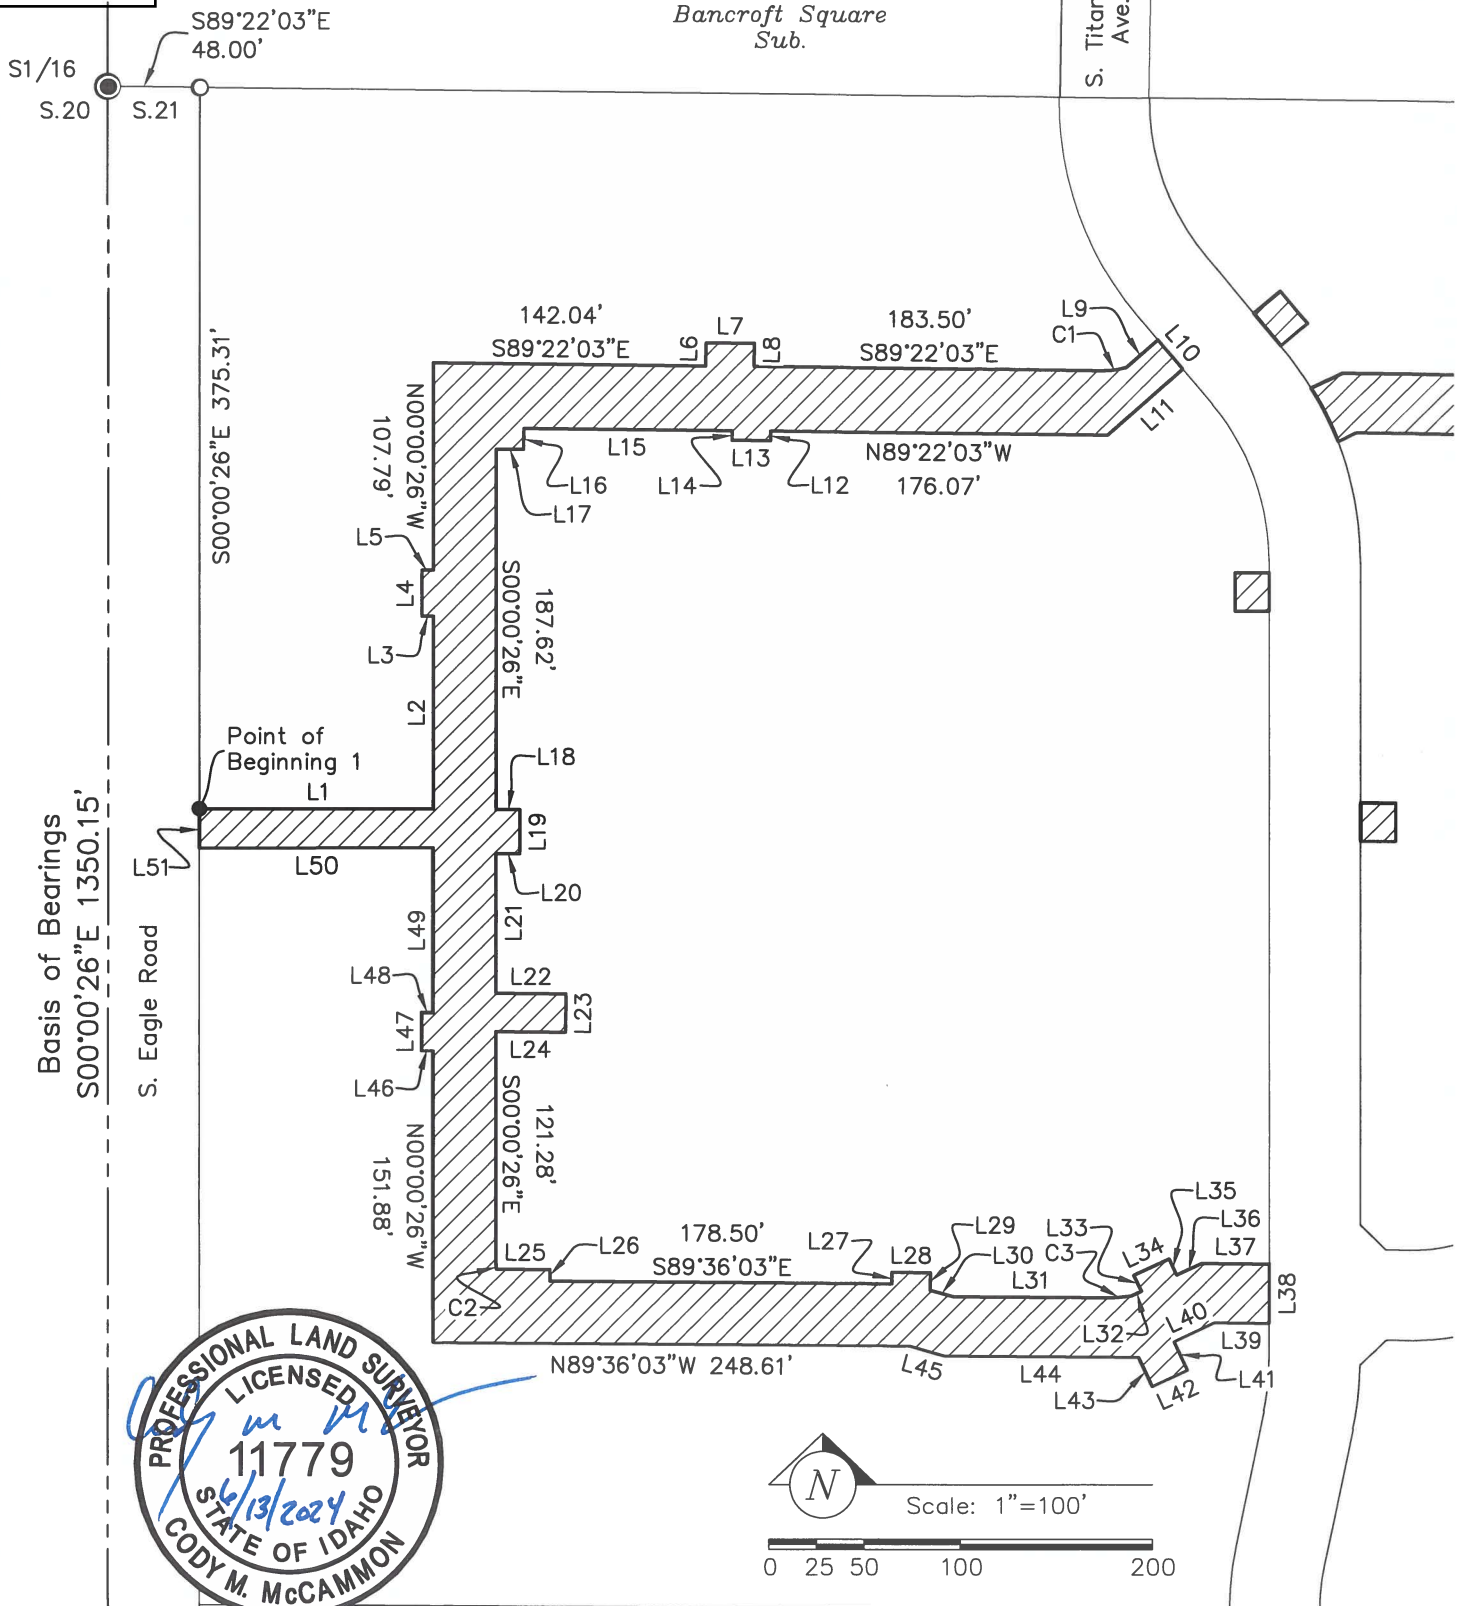 Bancroft Square
Sub.
S. Titan
Ave.
S89°22'03"E
48.00'
S1/16
S.20
S.21
S00°00'26"E 375.31'
142.04'
S89°22'03"E
L6
L7
L8
183.50'
S89°22'03"E
L9
C1
L10
L11
N00°00'26"W
107.79'
L15
L16
L17
L14
L13
L12
N89°22'03"W
176.07'
L5
L4
L3
L2
187.62'
S00°00'26"E
Point of
Beginning 1
L1
L18
L19
L20
L51
L50
L21
L49
L22
L23
L24
L48
L47
L46
Basis of Bearings
S00°00'26"E 1350.15'
S. Eagle Road
N00°00'26"W
151.88'
121.28'
S00°00'26"E
L25
L26
C2
178.50'
S89°36'03"E
L27
L28
L29
L30
L31
L33
C3
L32
L34
L35
L36
L37
L38
L40
L39
L41
L42
L43
L44
L45
N89°36'03"W 248.61'
PROFESSIONAL LAND SURVEYOR
LICENSED
11779
6/13/2024
STATE OF IDAHO
CODY M. McCAMMON
N
Scale: 1"=100'
0 25 50 100 200